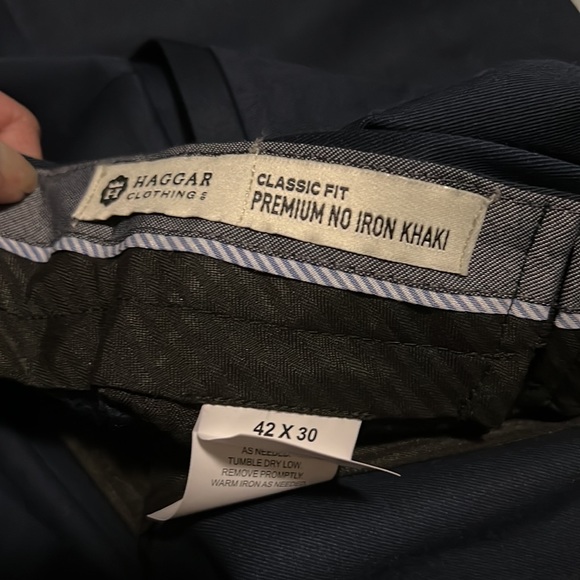 HAGGAR
CLOTHING
CLASSIC FIT
PREMIUM NO IRON KHAKI
42 X 30
AS NEEDED.
TUMBLE DRY LOW.
REMOVE PROMPTLY.
WARM IRON AS NEEDED